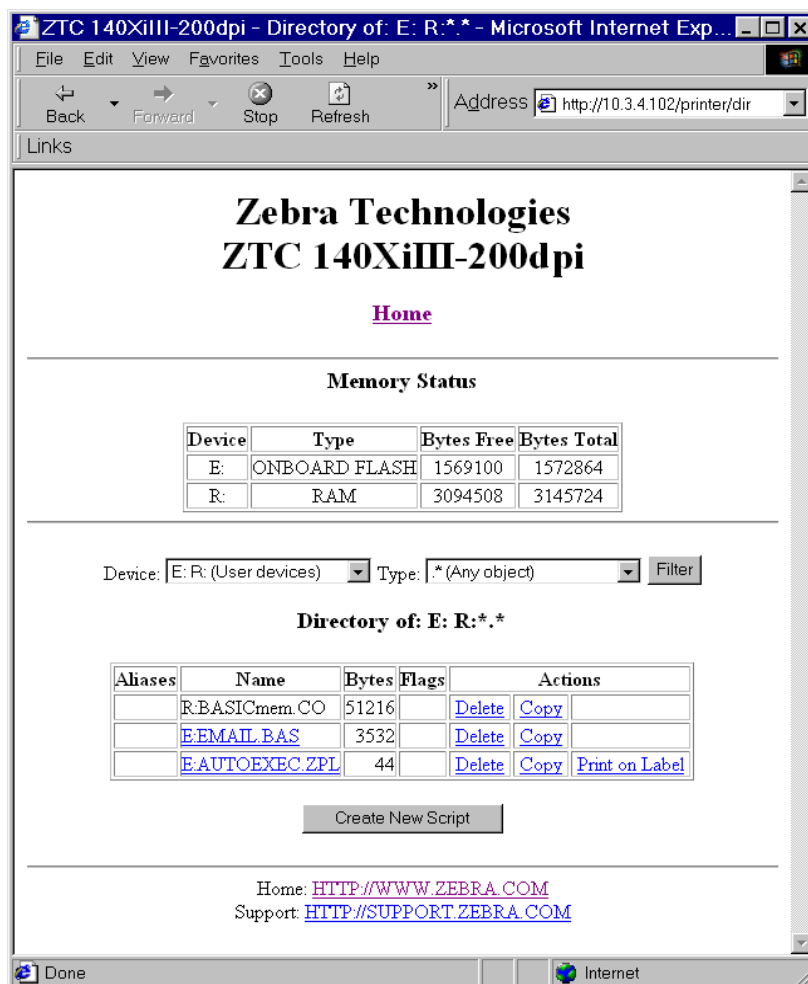 ZTC 140XiIII-200dpi - Directory of: E: R:*.* - Microsoft Internet Exp...
File Edit View Favorites Tools Help
Back Forward Stop Refresh » Address http://10.3.4.102/printer/dir
Links
Zebra Technologies
ZTC 140XiIII-200dpi
Home
Memory Status
Device Type Bytes Free Bytes Total
E: ONBOARD FLASH 1569100 1572864
R: RAM 3094508 3145724
Device: E: R: (User devices) Type: .* (Any object) Filter
Directory of: E: R:*.*
Aliases Name Bytes Flags Actions
R:BASICmem.CO 51216 Delete Copy
E:EMAIL.BAS 3532 Delete Copy
E:AUTOEXEC.ZPL 44 Delete Copy Print on Label
Create New Script
Home: HTTP://WWW.ZEBRA.COM
Support: HTTP://SUPPORT.ZEBRA.COM
Done Internet